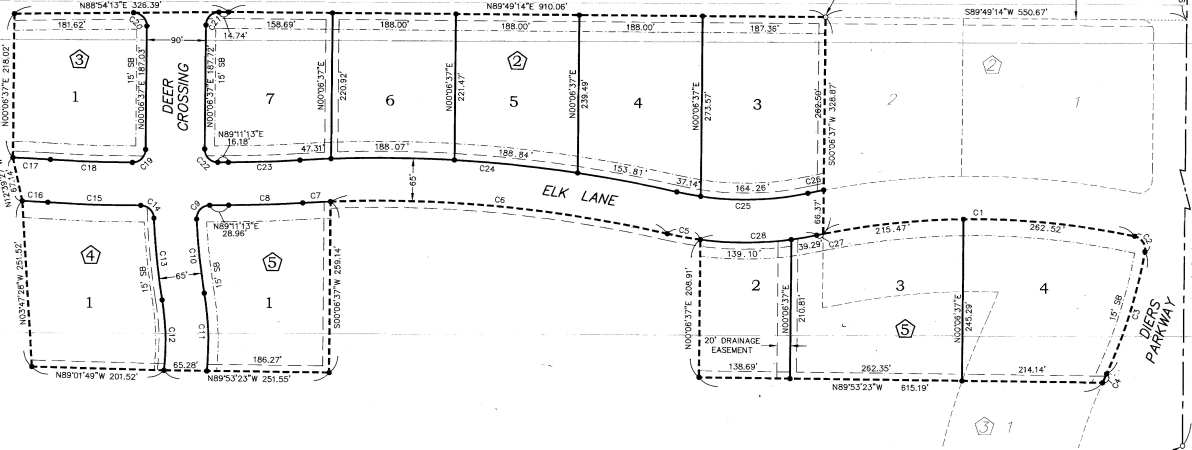 N88°54'13"E 326.39'
N89°49'14"E 910.06'
S89°49'14"W 550.67'
181.62'
C20
C21
14.74'
158.69'
188.00'
188.00'
188.00'
187.36'
90'
3
1
15' SB
N00°06'37"E 218.02'
N00°06'37"E 187.03'
DEER
CROSSING
N00°06'37"E 187.72'
15' SB
7
N00°06'37"E
220.92'
6
N00°06'37"E
221.47'
2
5
N00°06'37"E
239.49'
4
N00°06'37"E
273.57'
3
262.50'
S00°06'37"W 328.87'
2
2
1
N89°11'13"E
16.18'
47.31'
188.07'
188.84'
153.81'
37.14'
164.26'
C26
C17
C18
C19
C22
C23
C24
C25
N12°39'27"W
67.14'
65'
ELK LANE
66.37'
C16
C15
C14
C9
C8
C7
C6
C5
C28
39.29'
C27
215.47'
C1
262.52'
C2
N89°11'13"E
28.96'
139.10'
N03°47'28"W 251.52'
4
1
15' SB
C13
65'
C10
15' SB
5
1
S00°06'37"W 259.14'
N00°06'37"E 208.91'
2
N00°06'37"E
210.81'
3
5
N00°06'37"E
245.29'
4
15' SB
C3
DIERS
PARKWAY
C12
C11
20' DRAINAGE
EASEMENT
65.28'
186.27'
138.69'
262.35'
214.14'
C4
N89°01'49"W 201.52'
N89°53'23"W 251.55'
N89°53'23"W 615.19'
3
1